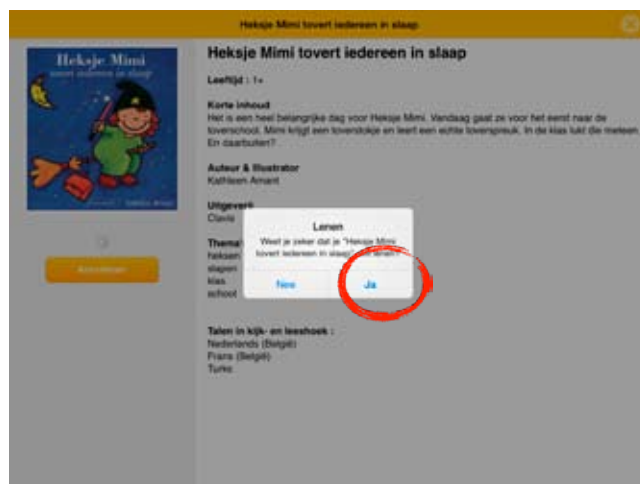 Heksje Mimi tovert iedereen in slaap
Heksje Mimi
tovert iedereen in slaap
Heksje Mimi tovert iedereen in slaap
Leeftijd : 1+
Korte inhoud
Het is een heel belangrijke dag voor Heksje Mimi. Vandaag gaat ze voor het eerst naar de
toverschool. Mimi krijgt een toverstokje en leert een echte toverspreuk. In de klas lukt die meteen.
En daarbuiten?
Auteur & Illustrator
Kathleen Amant
Uitgeverij
Clavis
Thema'
heksen
slapen
klas
school
Lenen
Weet je zeker dat je "Heksje Mimi
tovert iedereen in slaap" lenen?
Nee
Ja
Talen in kijk- en leeshoek :
Nederlands (België)
Frans (België)
Turks